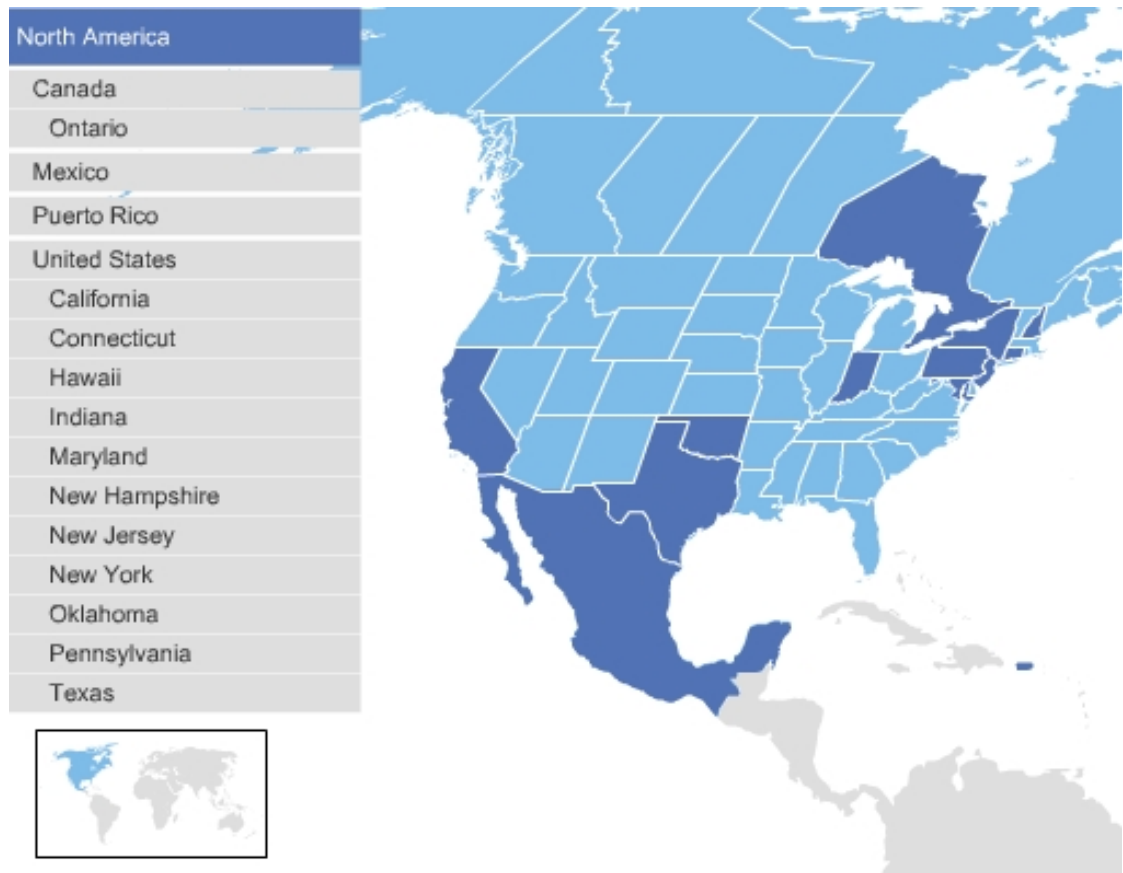 North America
Canada
Ontario
Mexico
Puerto Rico
United States
California
Connecticut
Hawaii
Indiana
Maryland
New Hampshire
New Jersey
New York
Oklahoma
Pennsylvania
Texas